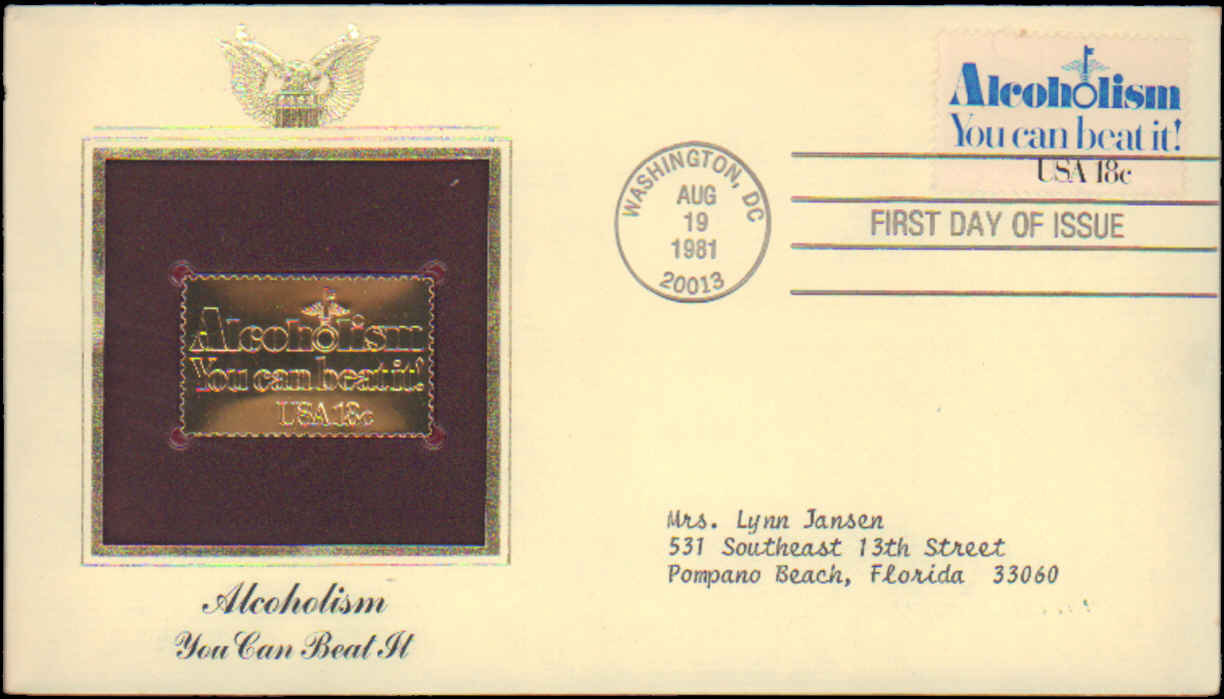 Alcoholism
You can beat it!
USA 18c
WASHINGTON, DC
AUG
19
1981
20013
FIRST DAY OF ISSUE
Alcoholism
You can beat it!
USA 18c
Mrs. Lynn Jansen
531 Southeast 13th Street
Pompano Beach, Florida 33060
Alcoholism
You Can Beat It